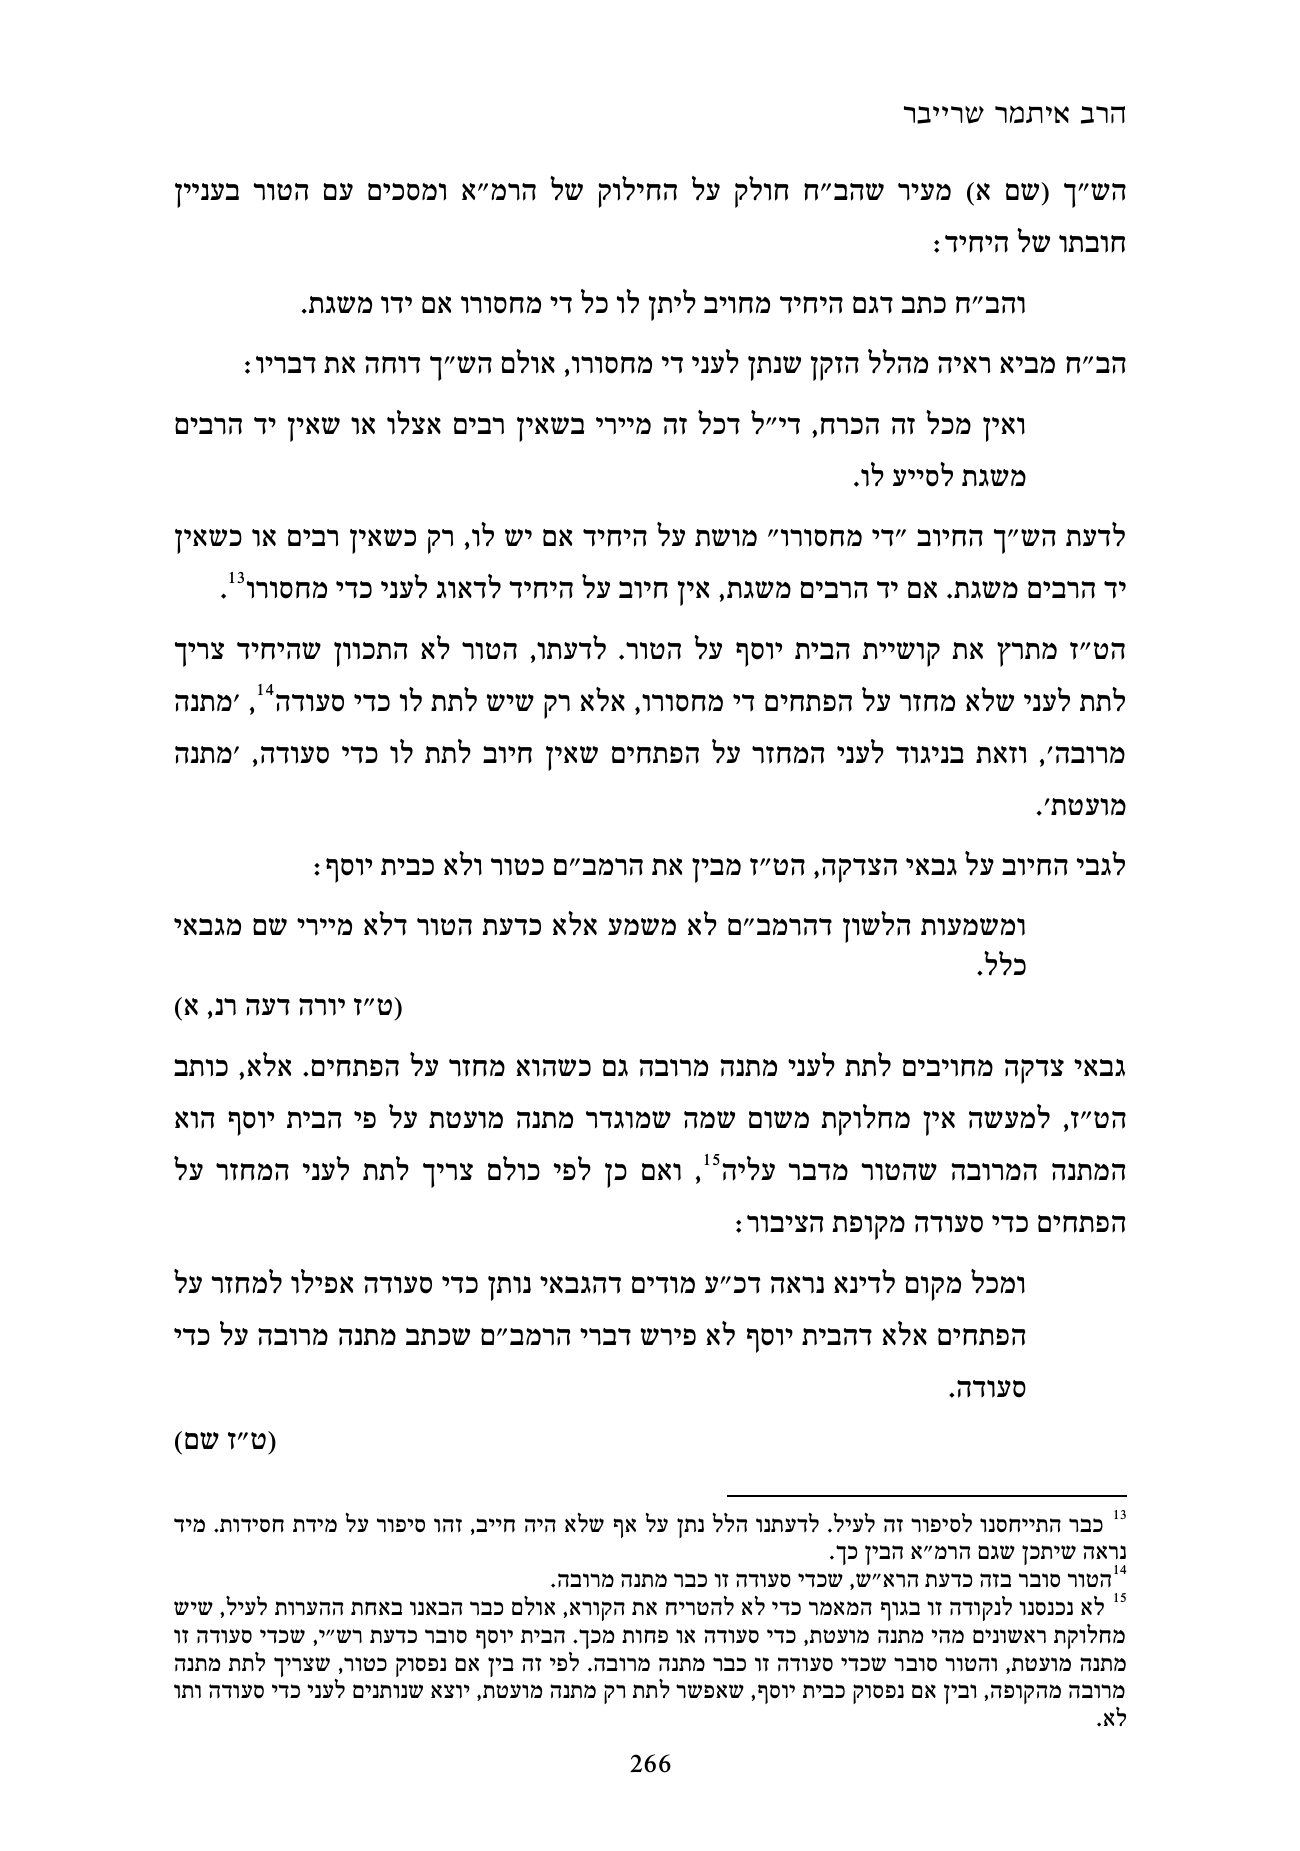 הרב איתמר שרייבר
הש״ך (שם א) מעיר שהב״ח חולק על החילוק של הרמ״א ומסכים עם הטור בעניין
חובתו של היחיד:
והב״ח כתב דגם היחיד מחויב ליתן לו כל די מחסורו אם ידו משגת.
הב״ח מביא ראיה מהלל הזקן שנתן לעני די מחסורו, אולם הש״ך דוחה את דבריו:
ואין מכל זה הכרח, די״ל דכל זה מיירי בשאין רבים אצלו או שאין יד הרבים
משגת לסייע לו.
לדעת הש״ך החיוב ״די מחסורו״ מושת על היחיד אם יש לו, רק כשאין רבים או כשאין
יד הרבים משגת. אם יד הרבים משגת, אין חיוב על היחיד לדאוג לעני כדי מחסורו13.
הט״ז מתרץ את קושיית הבית יוסף על הטור. לדעתו, הטור לא התכוון שהיחיד צריך
לתת לעני שלא מחזר על הפתחים די מחסורו, אלא רק שיש לתת לו כדי סעודה14, ׳מתנה
מרובה׳, וזאת בניגוד לעני המחזר על הפתחים שאין חיוב לתת לו כדי סעודה, ׳מתנה
מועטת׳.
לגבי החיוב על גבאי הצדקה, הט״ז מבין את הרמב״ם כטור ולא כבית יוסף:
ומשמעות הלשון דהרמב״ם לא משמע אלא כדעת הטור דלא מיירי שם מגבאי
כלל.
(ט״ז יורה דעה רנ, א)
גבאי צדקה מחויבים לתת לעני מתנה מרובה גם כשהוא מחזר על הפתחים. אלא, כותב
הט״ז, למעשה אין מחלוקת משום שמה שמוגדר מתנה מועטת על פי הבית יוסף הוא
המתנה המרובה שהטור מדבר עליה15, ואם כן לפי כולם צריך לתת לעני המחזר על
הפתחים כדי סעודה מקופת הציבור:
ומכל מקום לדינא נראה דכ״ע מודים דהגבאי נותן כדי סעודה אפילו למחזר על
הפתחים אלא דהבית יוסף לא פירש דברי הרמב״ם שכתב מתנה מרובה על כדי
סעודה.
(ט״ז שם)
13 כבר התייחסנו לסיפור זה לעיל. לדעתנו הלל נתן על אף שלא היה חייב, זהו סיפור על מידת חסידות. מיד
נראה שיתכן שגם הרמ״א הבין כך.
14הטור סובר בזה כדעת הרא״ש, שכדי סעודה זו כבר מתנה מרובה.
15 לא נכנסנו לנקודה זו בגוף המאמר כדי לא להטריח את הקורא, אולם כבר הבאנו באחת ההערות לעיל, שיש
מחלוקת ראשונים מהי מתנה מועטת, כדי סעודה או פחות מכך. הבית יוסף סובר כדעת רש״י, שכדי סעודה זו
מתנה מועטת, והטור סובר שכדי סעודה זו כבר מתנה מרובה. לפי זה בין אם נפסוק כטור, שצריך לתת מתנה
מרובה מהקופה, ובין אם נפסוק כבית יוסף, שאפשר לתת רק מתנה מועטת, יוצא שנותנים לעני כדי סעודה ותו
לא.
266